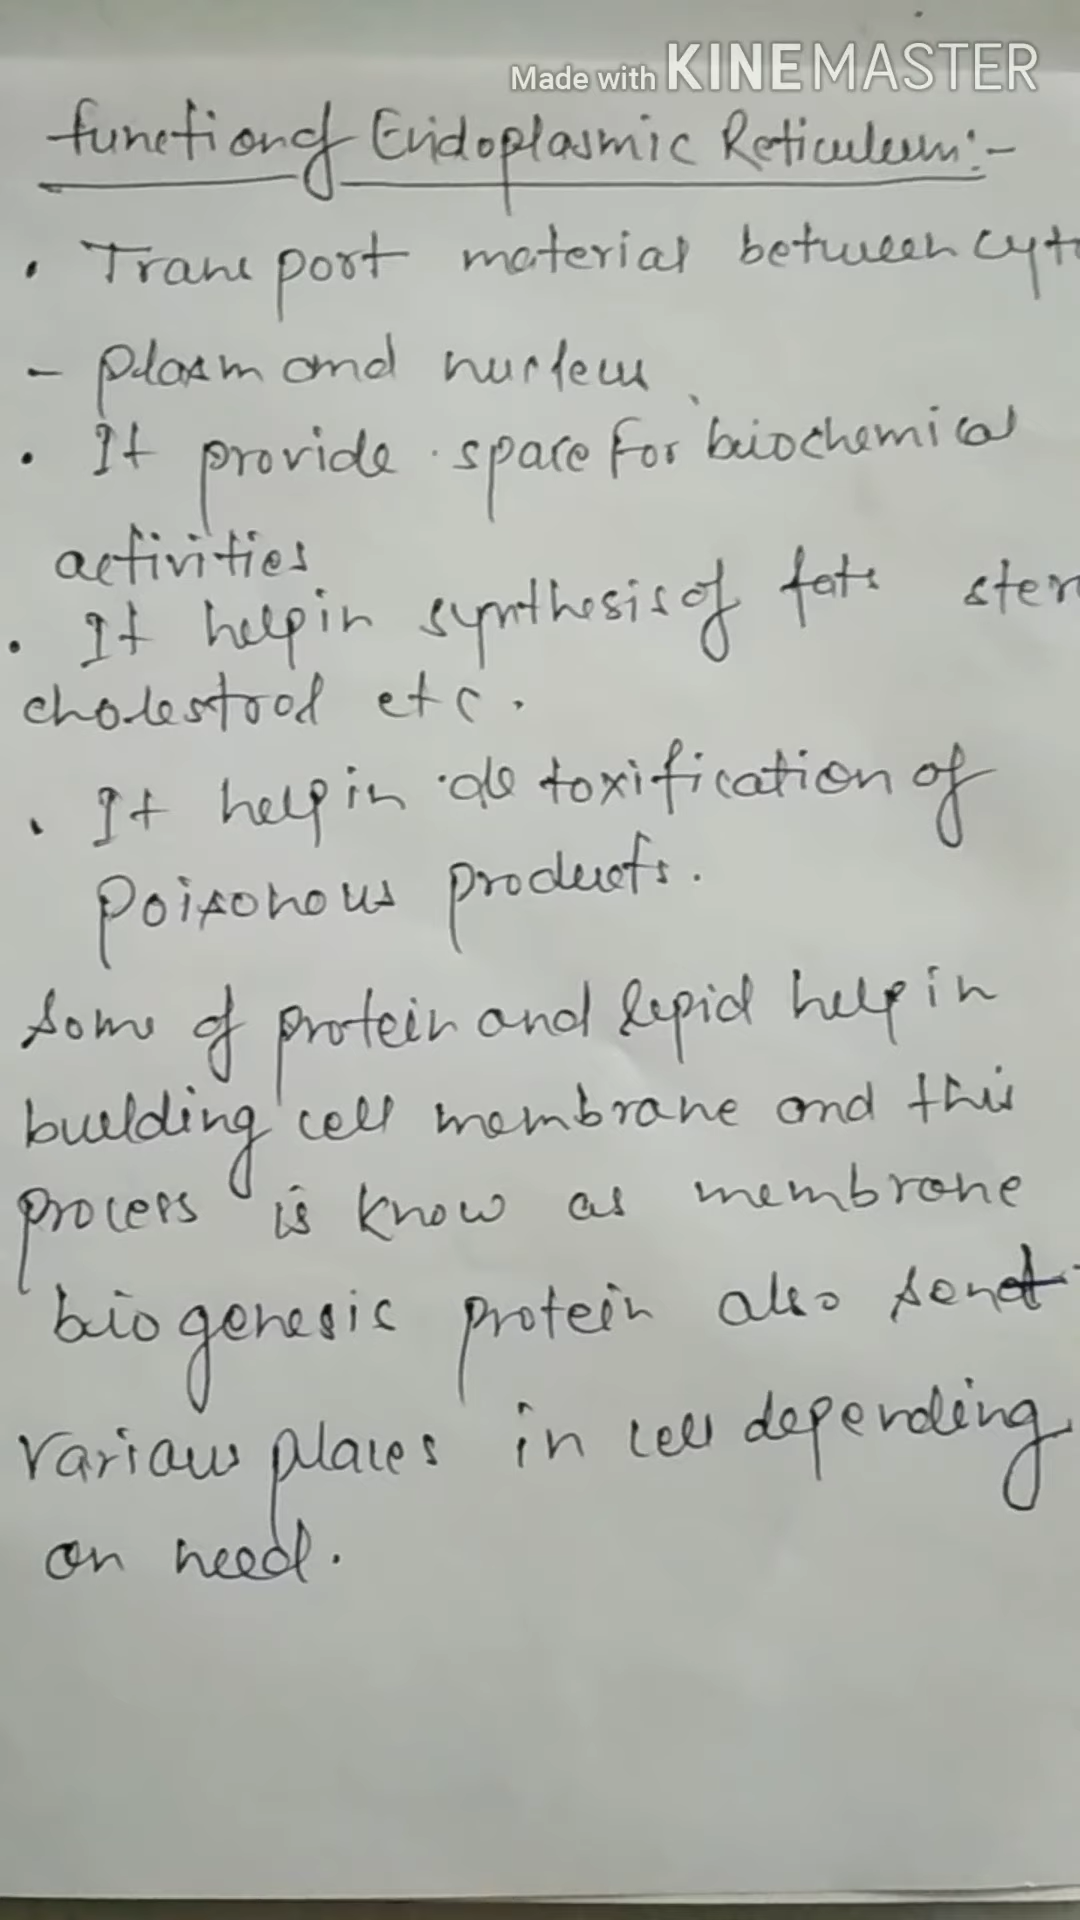 Made with KINEMASTER
function of Endoplasmic Reticulum:-
• Transport material between cyto
- plasm and nucleus
• It provide space for biochemical
activities
• It help in synthesis of fats ster
cholestrol etc.
• It help in detoxification of
Poisonous products.
Some of protein and lipid help in
building cell membrane and this
process is know as membrane
biogenesis protein also send
various places in cell depending
on need.